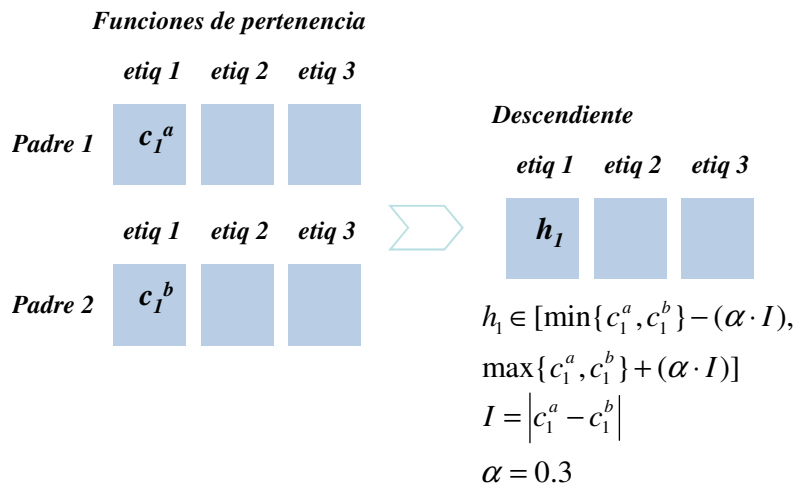 Funciones de pertenencia
etiq 1 etiq 2 etiq 3
Padre 1 c₁ᵃ
etiq 1 etiq 2 etiq 3
Padre 2 c₁ᵇ
Descendiente
etiq 1 etiq 2 etiq 3
h₁
h₁ ∈ [min{c₁ᵃ, c₁ᵇ} − (α · I),
max{c₁ᵃ, c₁ᵇ} + (α · I)]
I = |c₁ᵃ − c₁ᵇ|
α = 0.3